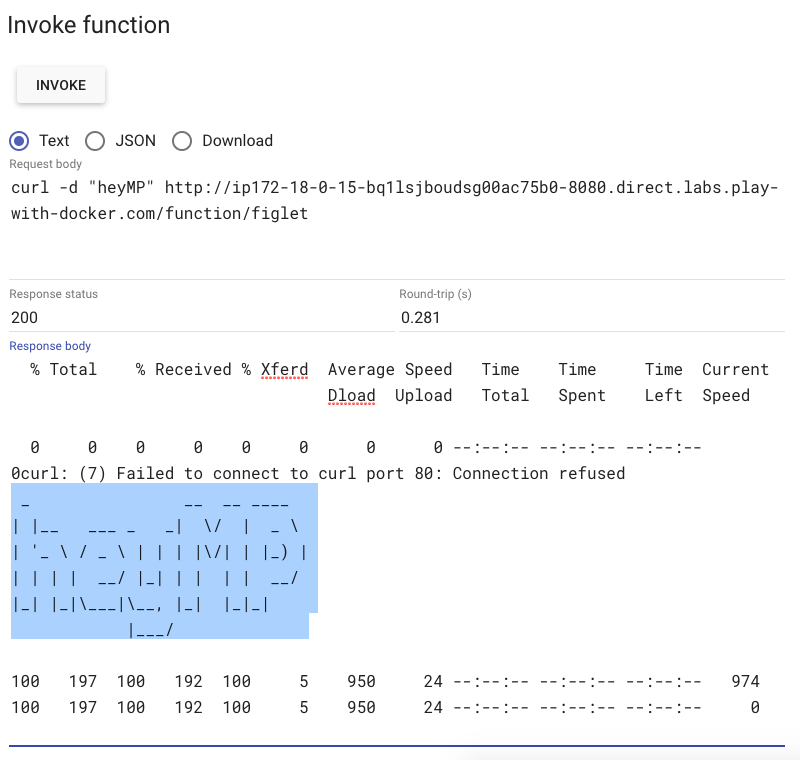 Invoke function
INVOKE
Text JSON Download
Request body
curl -d "heyMP" http://ip172-18-0-15-bq1lsjboudsg00ac75b0-8080.direct.labs.play-
with-docker.com/function/figlet
Response status Round-trip (s)
200 0.281
Response body
  % Total    % Received % Xferd  Average Speed   Time    Time     Time  Current
                                 Dload  Upload   Total   Spent    Left  Speed

  0     0    0     0    0     0      0      0 --:--:-- --:--:-- --:--:--
0curl: (7) Failed to connect to curl port 80: Connection refused
 _                __  __ ____
| |__   ___ _   _|  \/  |  _ \
| '_ \ / _ \ | | | |\/| | |_) |
| | | |  __/ |_| | |  | |  __/
|_| |_|\___|\__, |_|  |_|_|
            |___/

100   197  100   192  100     5    950     24 --:--:-- --:--:-- --:--:--   974
100   197  100   192  100     5    950     24 --:--:-- --:--:-- --:--:--     0